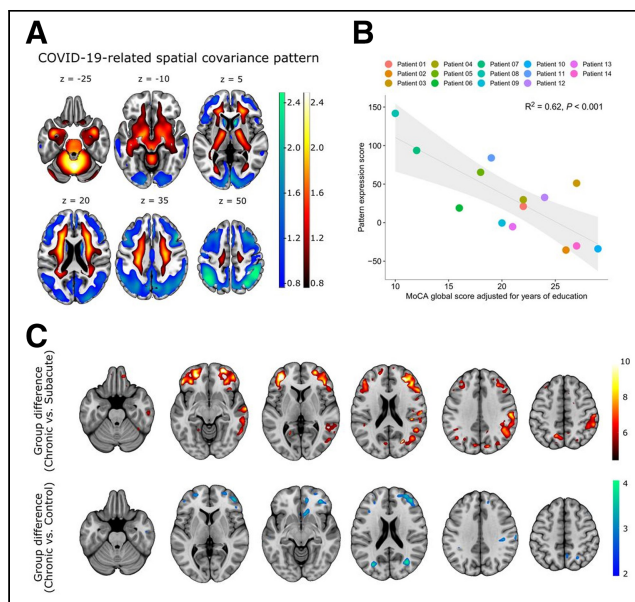 A
COVID-19-related spatial covariance pattern
z = -25
z = -10
z = 5
z = 20
z = 35
z = 50
2.4
2.0
1.6
1.2
0.8
2.4
2.0
1.6
1.2
0.8
B
Patient 01
Patient 04
Patient 07
Patient 10
Patient 13
Patient 02
Patient 05
Patient 08
Patient 11
Patient 14
Patient 03
Patient 06
Patient 09
Patient 12
R² = 0.62, P < 0.001
Pattern expression score
150
100
50
0
−50
10
15
20
25
MoCA global score adjusted for years of education
C
Group difference
(Chronic vs. Subacute)
10
8
6
5
Group difference
(Chronic vs. Control)
4
3
2